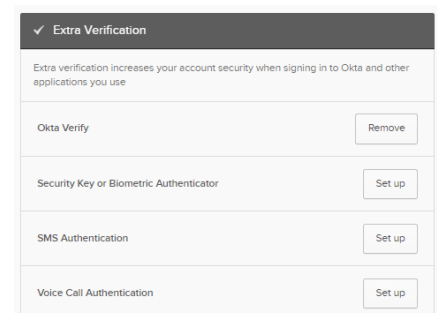 ✓ Extra Verification
Extra verification increases your account security when signing in to Okta and other
applications you use
Okta Verify
Remove
Security Key or Biometric Authenticator
Set up
SMS Authentication
Set up
Voice Call Authentication
Set up